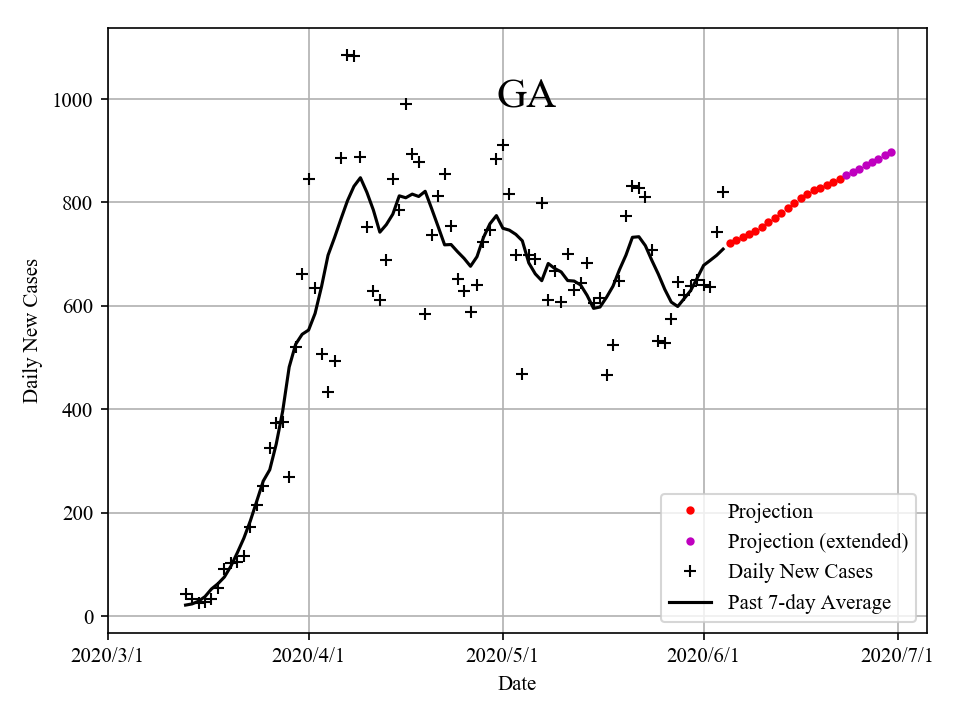 GA
1000
800
600
400
200
0
Daily New Cases
2020/3/1
2020/4/1
2020/5/1
2020/6/1
2020/7/1
Date
Projection
Projection (extended)
Daily New Cases
Past 7-day Average